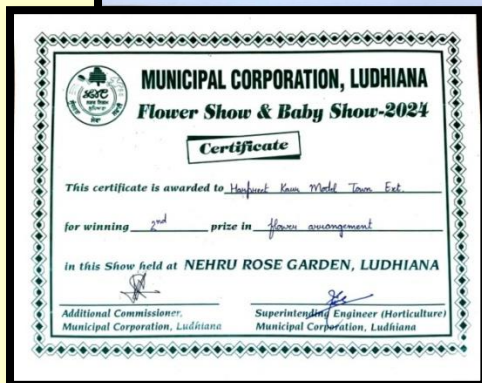 MUNICIPAL CORPORATION, LUDHIANA
Flower Show & Baby Show-2024
Certificate
This certificate is awarded to Harpreet Kaur Model Town Ext.
for winning 2nd prize in flower arrangement
in this Show held at NEHRU ROSE GARDEN, LUDHIANA
Additional Commissioner,
Municipal Corporation, Ludhiana
Superintending Engineer (Horticulture)
Municipal Corporation, Ludhiana